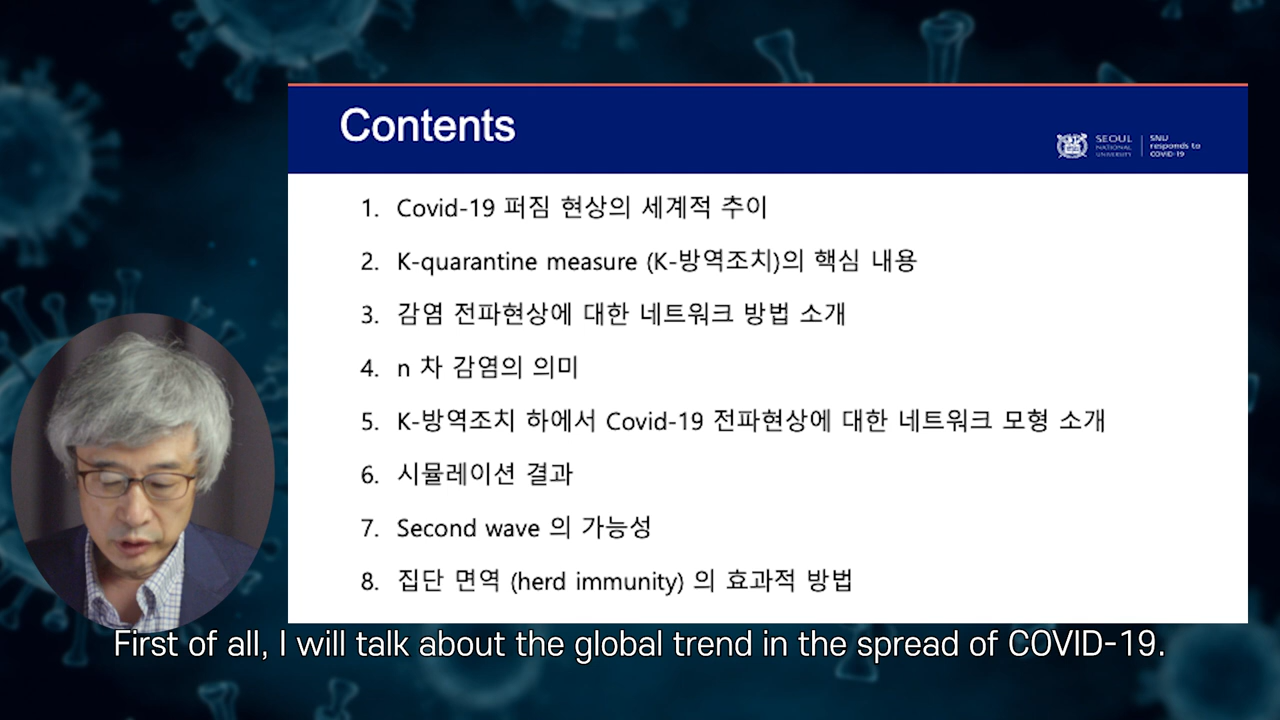 Contents
SEOUL
NATIONAL
UNIVERSITY
SNU
responds to
COVID-19
1. Covid-19 퍼짐 현상의 세계적 추이
2. K-quarantine measure (K-방역조치)의 핵심 내용
3. 감염 전파현상에 대한 네트워크 방법 소개
4. n 차 감염의 의미
5. K-방역조치 하에서 Covid-19 전파현상에 대한 네트워크 모형 소개
6. 시뮬레이션 결과
7. Second wave 의 가능성
8. 집단 면역 (herd immunity) 의 효과적 방법
First of all, I will talk about the global trend in the spread of COVID-19.